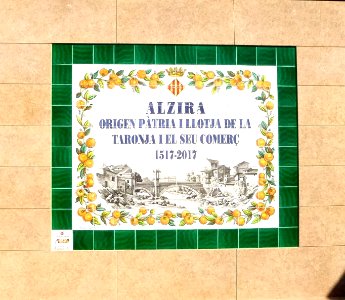 ALZIRA
ORIGEN PÀTRIA I LLOTJA DE LA
TARONJA I EL SEU COMERÇ
1517-2017